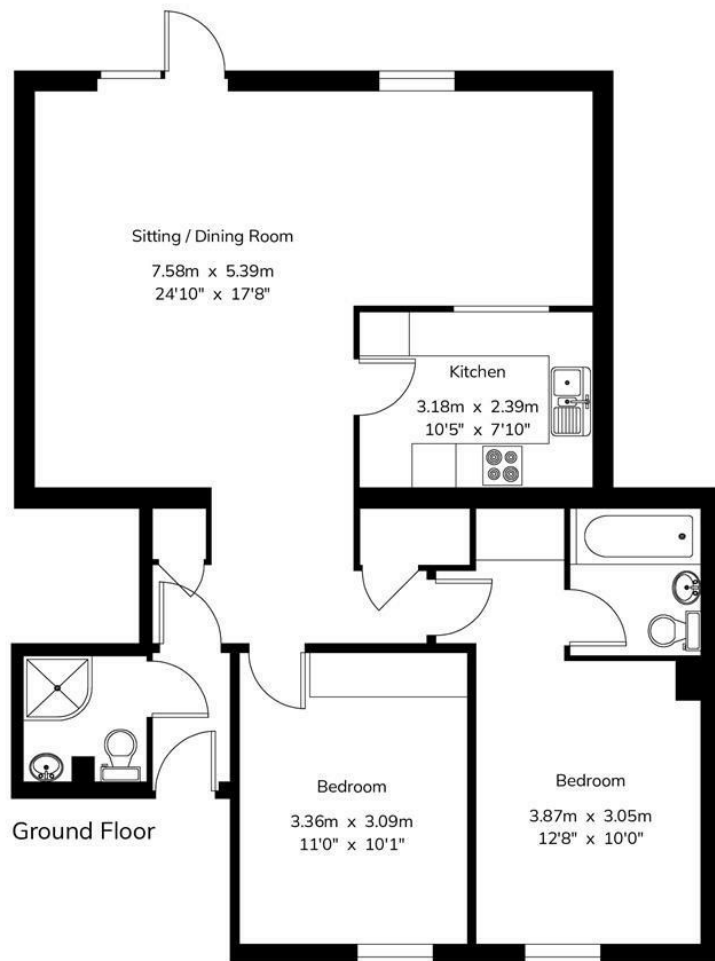 Sitting / Dining Room
7.58m x 5.39m
24'10" x 17'8"
Kitchen
3.18m x 2.39m
10'5" x 7'10"
Bedroom
3.36m x 3.09m
11'0" x 10'1"
Bedroom
3.87m x 3.05m
12'8" x 10'0"
Ground Floor